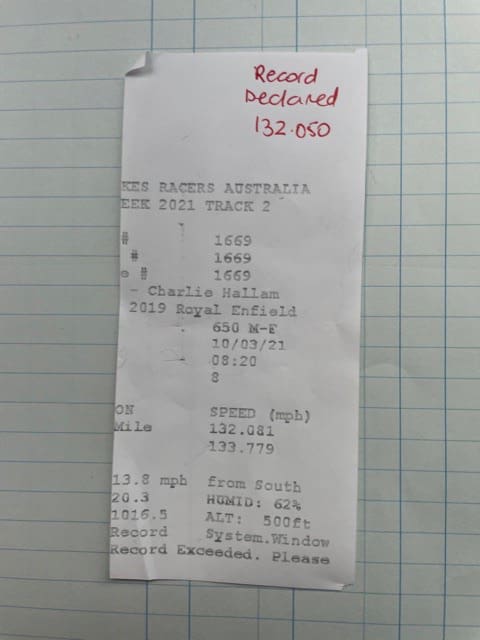 Record
Declared
132.050
KES RACERS AUSTRALIA
EEK 2021 TRACK 2
# 1669
# 1669
e # 1669
- Charlie Hallam
2019 Royal Enfield
650 M-F
10/03/21
08:20
8
ON SPEED (mph)
Mile 132.081
133.779
13.8 mph from South
20.3 HUMID: 62%
1016.5 ALT: 500ft
Record System.Window
Record Exceeded. Please